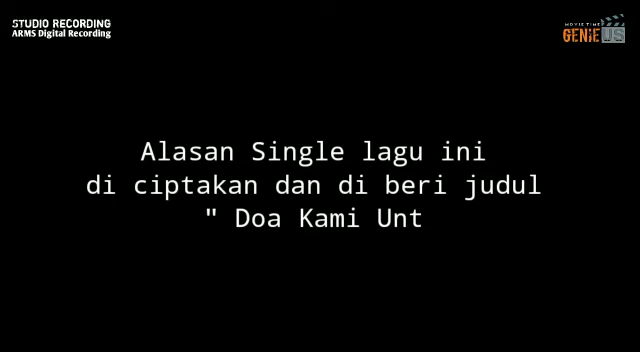 STUDIO RECORDING
ARMS Digital Recording
MOVIE TIME
GENIEUS
Alasan Single lagu ini
di ciptakan dan di beri judul
" Doa Kami Unt